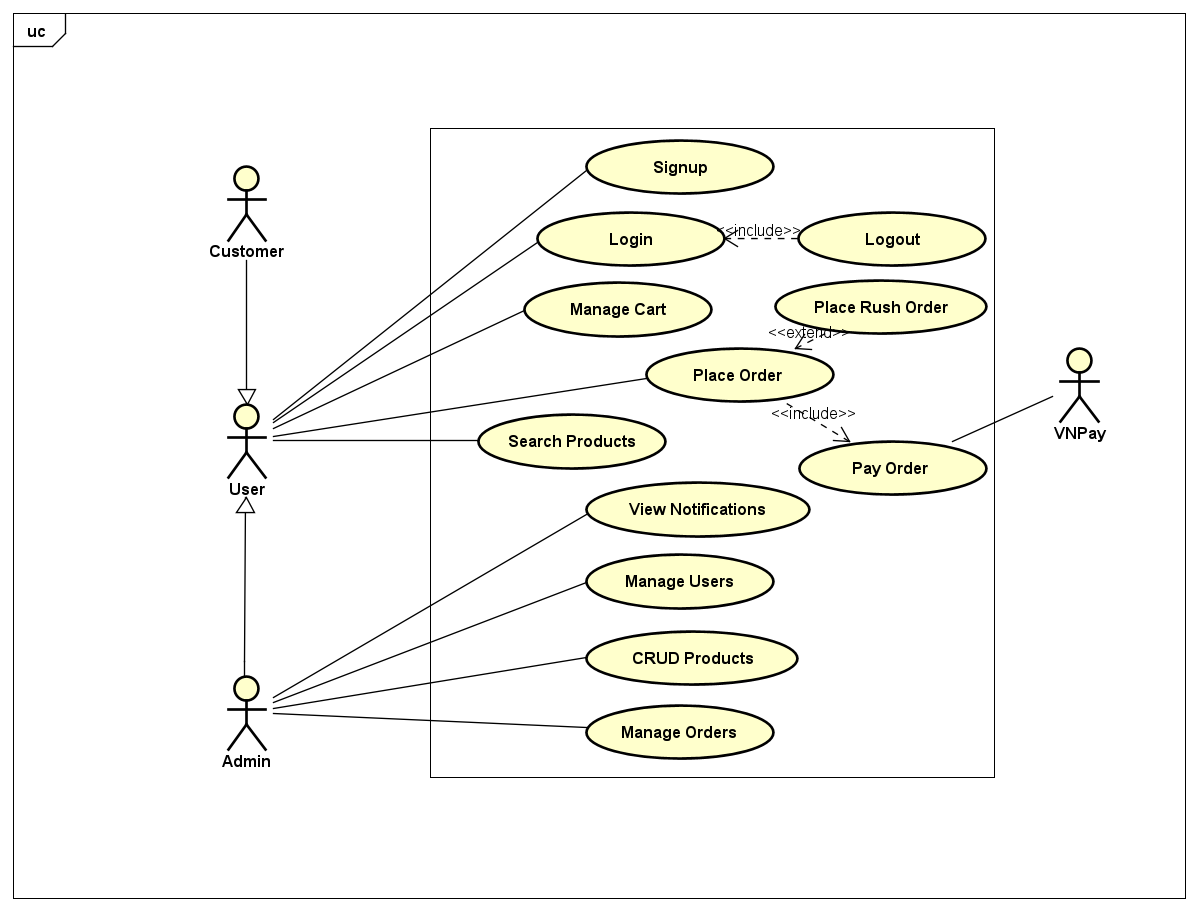 uc
Signup
Customer
<<include>>
Login
Logout
Manage Cart
Place Rush Order
<<extend>>
Place Order
<<include>>
VNPay
Search Products
Pay Order
User
View Notifications
Manage Users
CRUD Products
Manage Orders
Admin